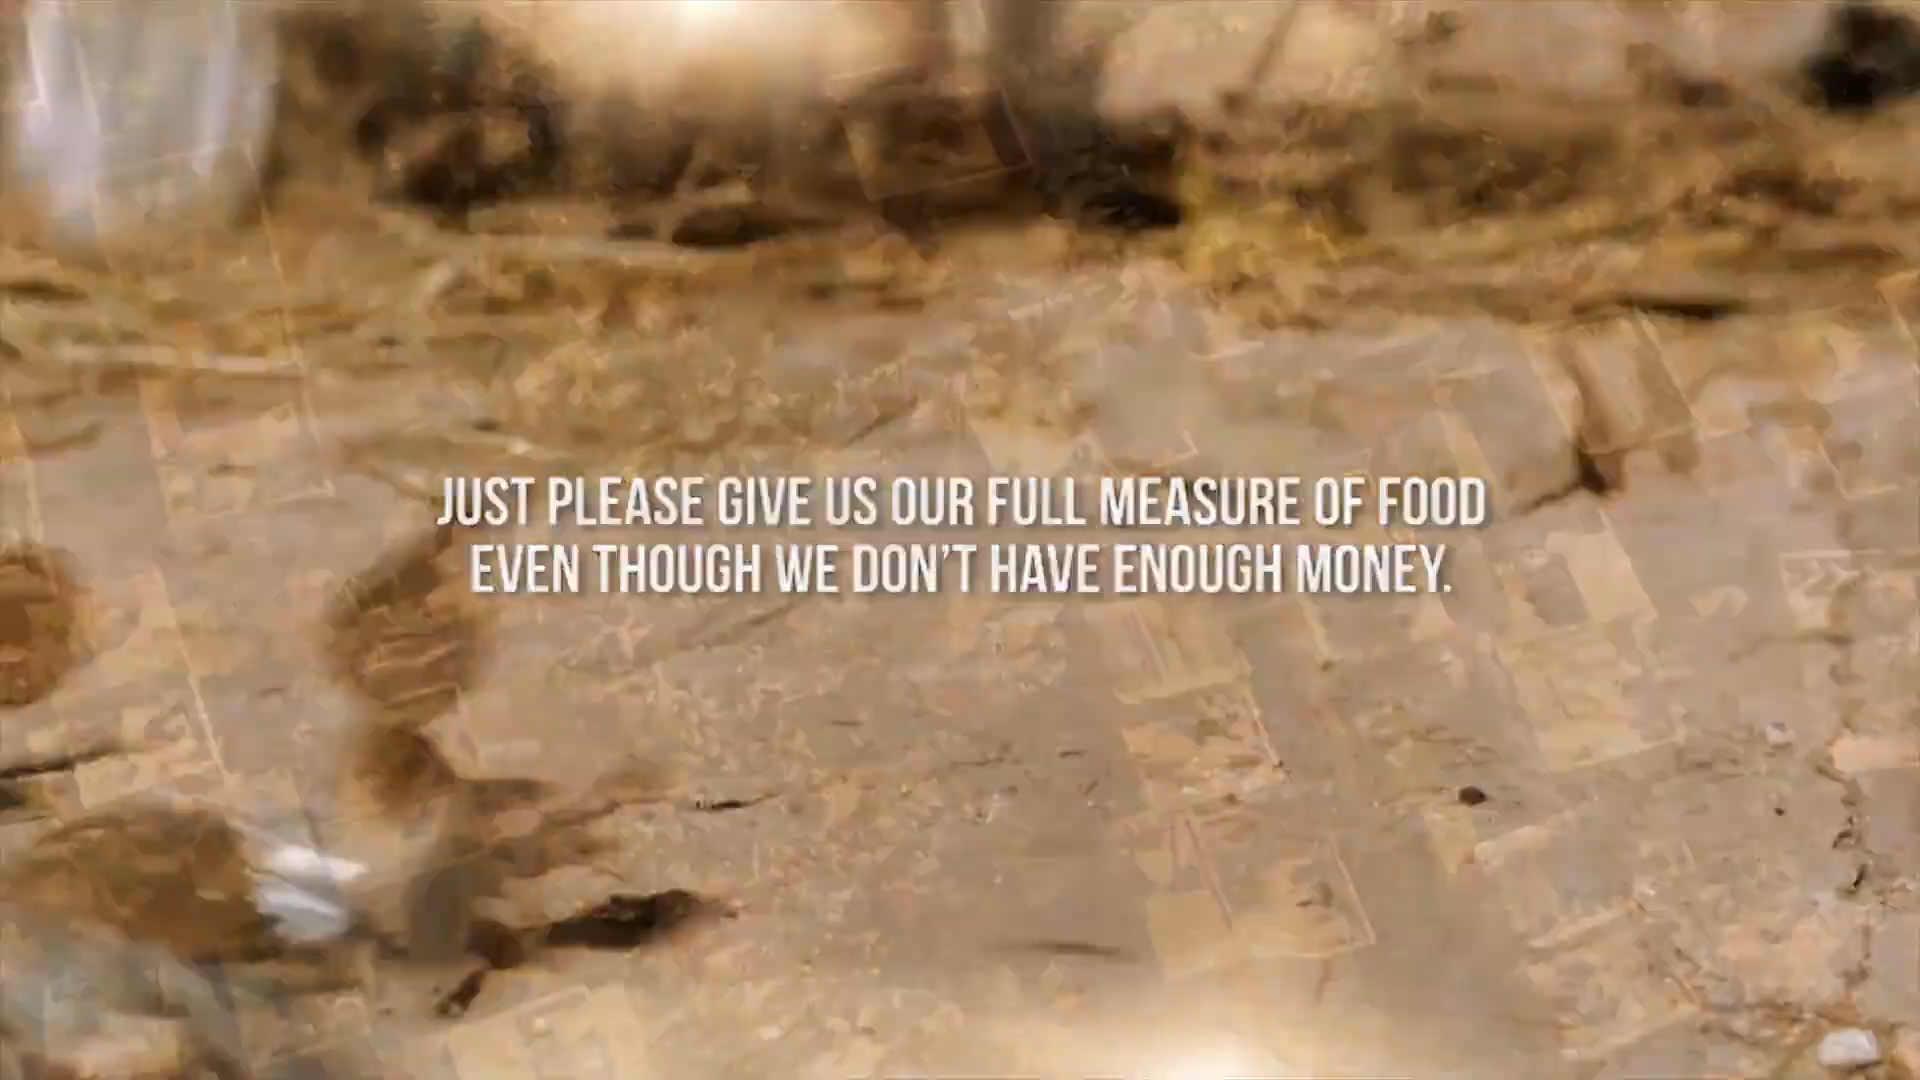 JUST PLEASE GIVE US OUR FULL MEASURE OF FOOD
EVEN THOUGH WE DON’T HAVE ENOUGH MONEY.